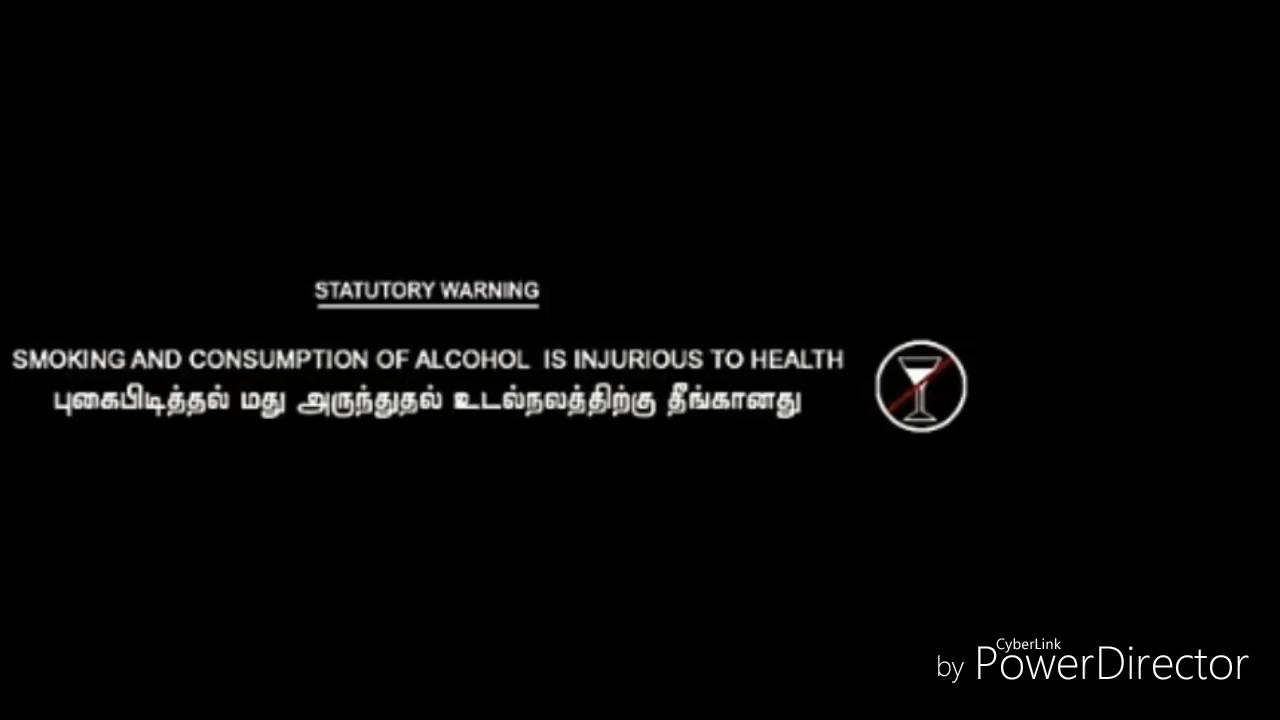 STATUTORY WARNING
SMOKING AND CONSUMPTION OF ALCOHOL IS INJURIOUS TO HEALTH
புகைபிடித்தல் மது அருந்துதல் உடல்நலத்திற்கு தீங்கானது
CyberLink
by PowerDirector